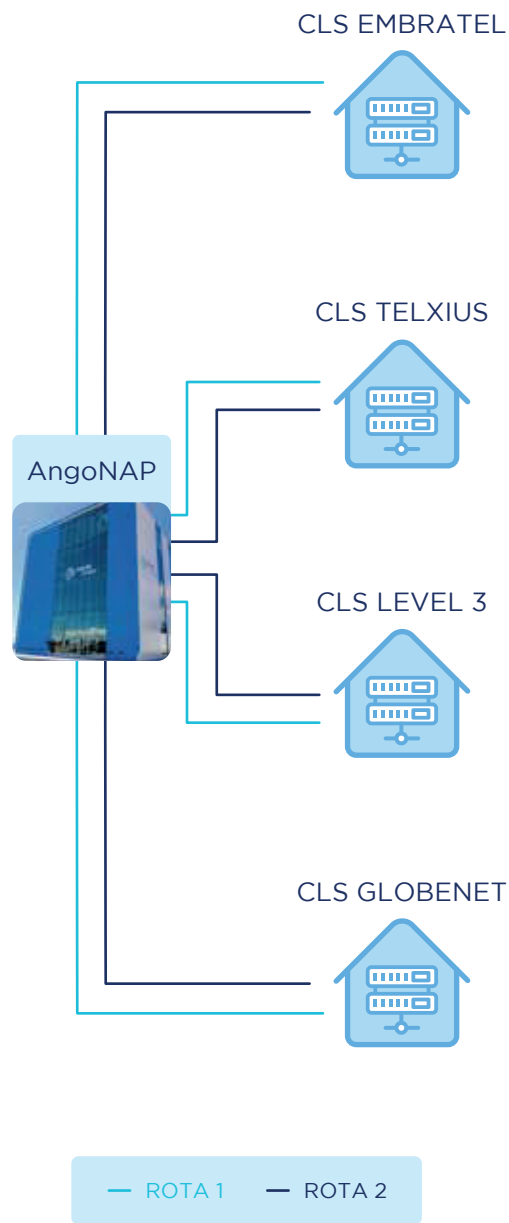 CLS EMBRATEL
CLS TELXIUS
AngoNAP
CLS LEVEL 3
CLS GLOBENET
ROTA 1
ROTA 2